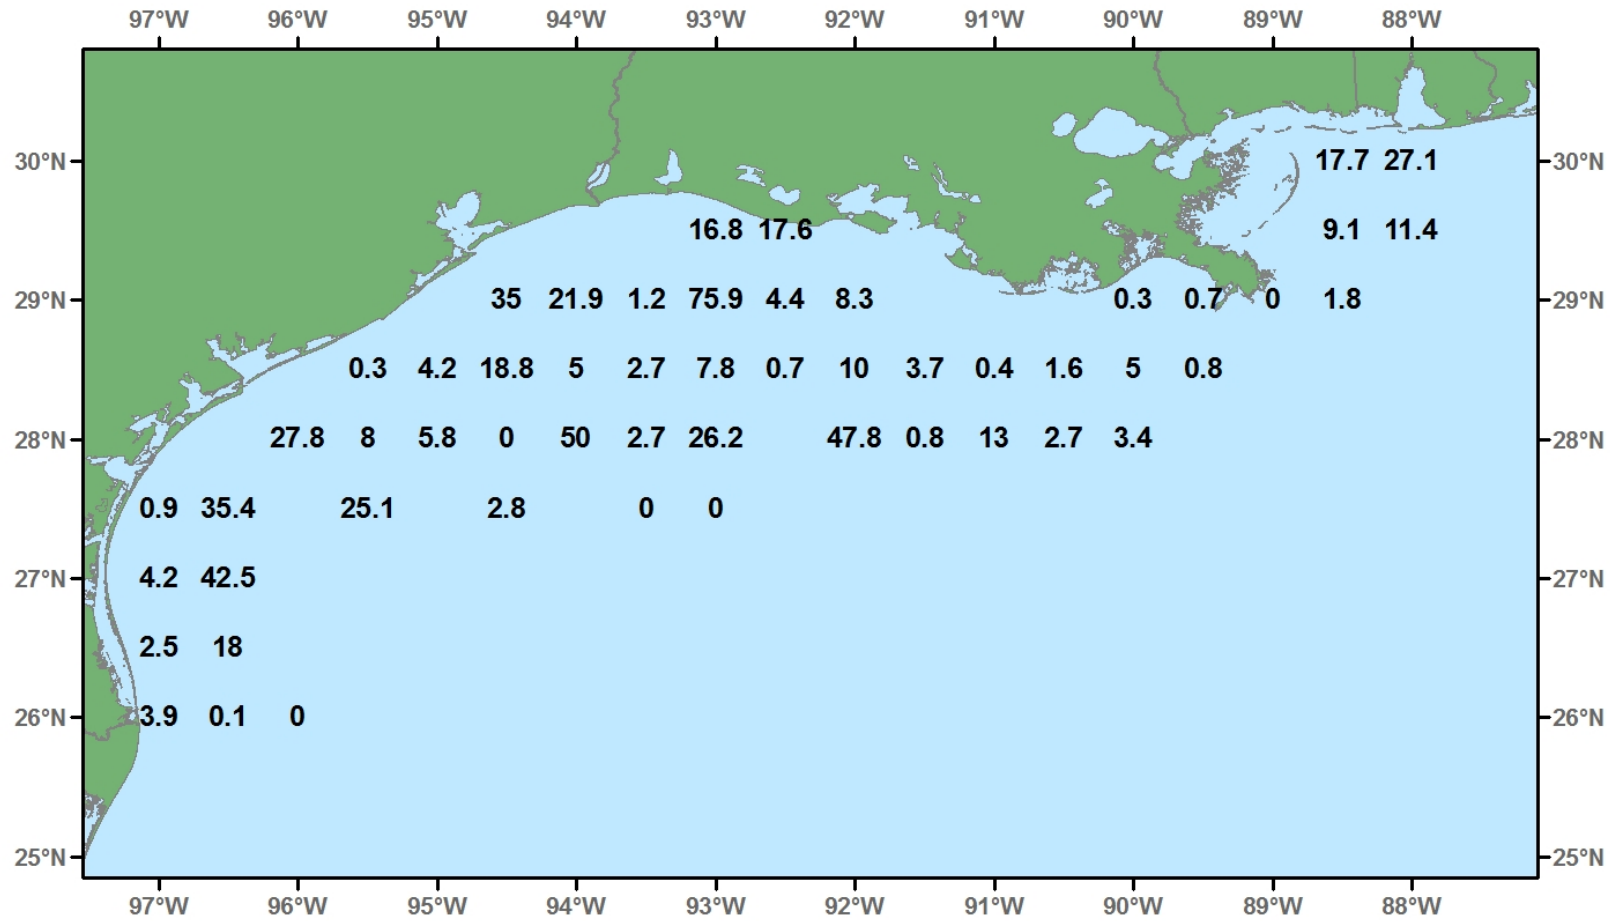 97°W 96°W 95°W 94°W 93°W 92°W 91°W 90°W 89°W 88°W
30°N 17.7 27.1 30°N
16.8 17.6 9.1 11.4
29°N 35 21.9 1.2 75.9 4.4 8.3 0.3 0.7 0 1.8 29°N
0.3 4.2 18.8 5 2.7 7.8 0.7 10 3.7 0.4 1.6 5 0.8
28°N 27.8 8 5.8 0 50 2.7 26.2 47.8 0.8 13 2.7 3.4 28°N
0.9 35.4 25.1 2.8 0 0
27°N 4.2 42.5 27°N
2.5 18
26°N 3.9 0.1 0 26°N
25°N 25°N
97°W 96°W 95°W 94°W 93°W 92°W 91°W 90°W 89°W 88°W